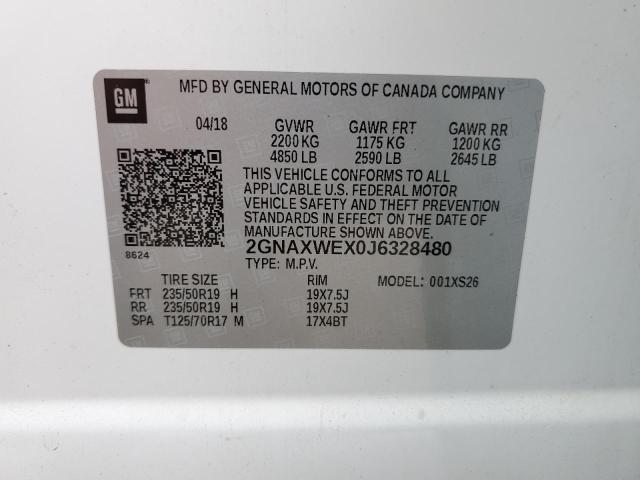 GM
MFD BY GENERAL MOTORS OF CANADA COMPANY
04/18 GVWR GAWR FRT GAWR RR
2200 KG 1175 KG 1200 KG
4850 LB 2590 LB 2645 LB
THIS VEHICLE CONFORMS TO ALL
APPLICABLE U.S. FEDERAL MOTOR
VEHICLE SAFETY AND THEFT PREVENTION
STANDARDS IN EFFECT ON THE DATE OF
MANUFACTURE SHOWN ABOVE.
8624 2GNAXWEX0J6328480
TYPE: M.P.V.
TIRE SIZE RIM MODEL: 001XS26
FRT 235/50R19 H 19X7.5J
RR 235/50R19 H 19X7.5J
SPA T125/70R17 M 17X4BT